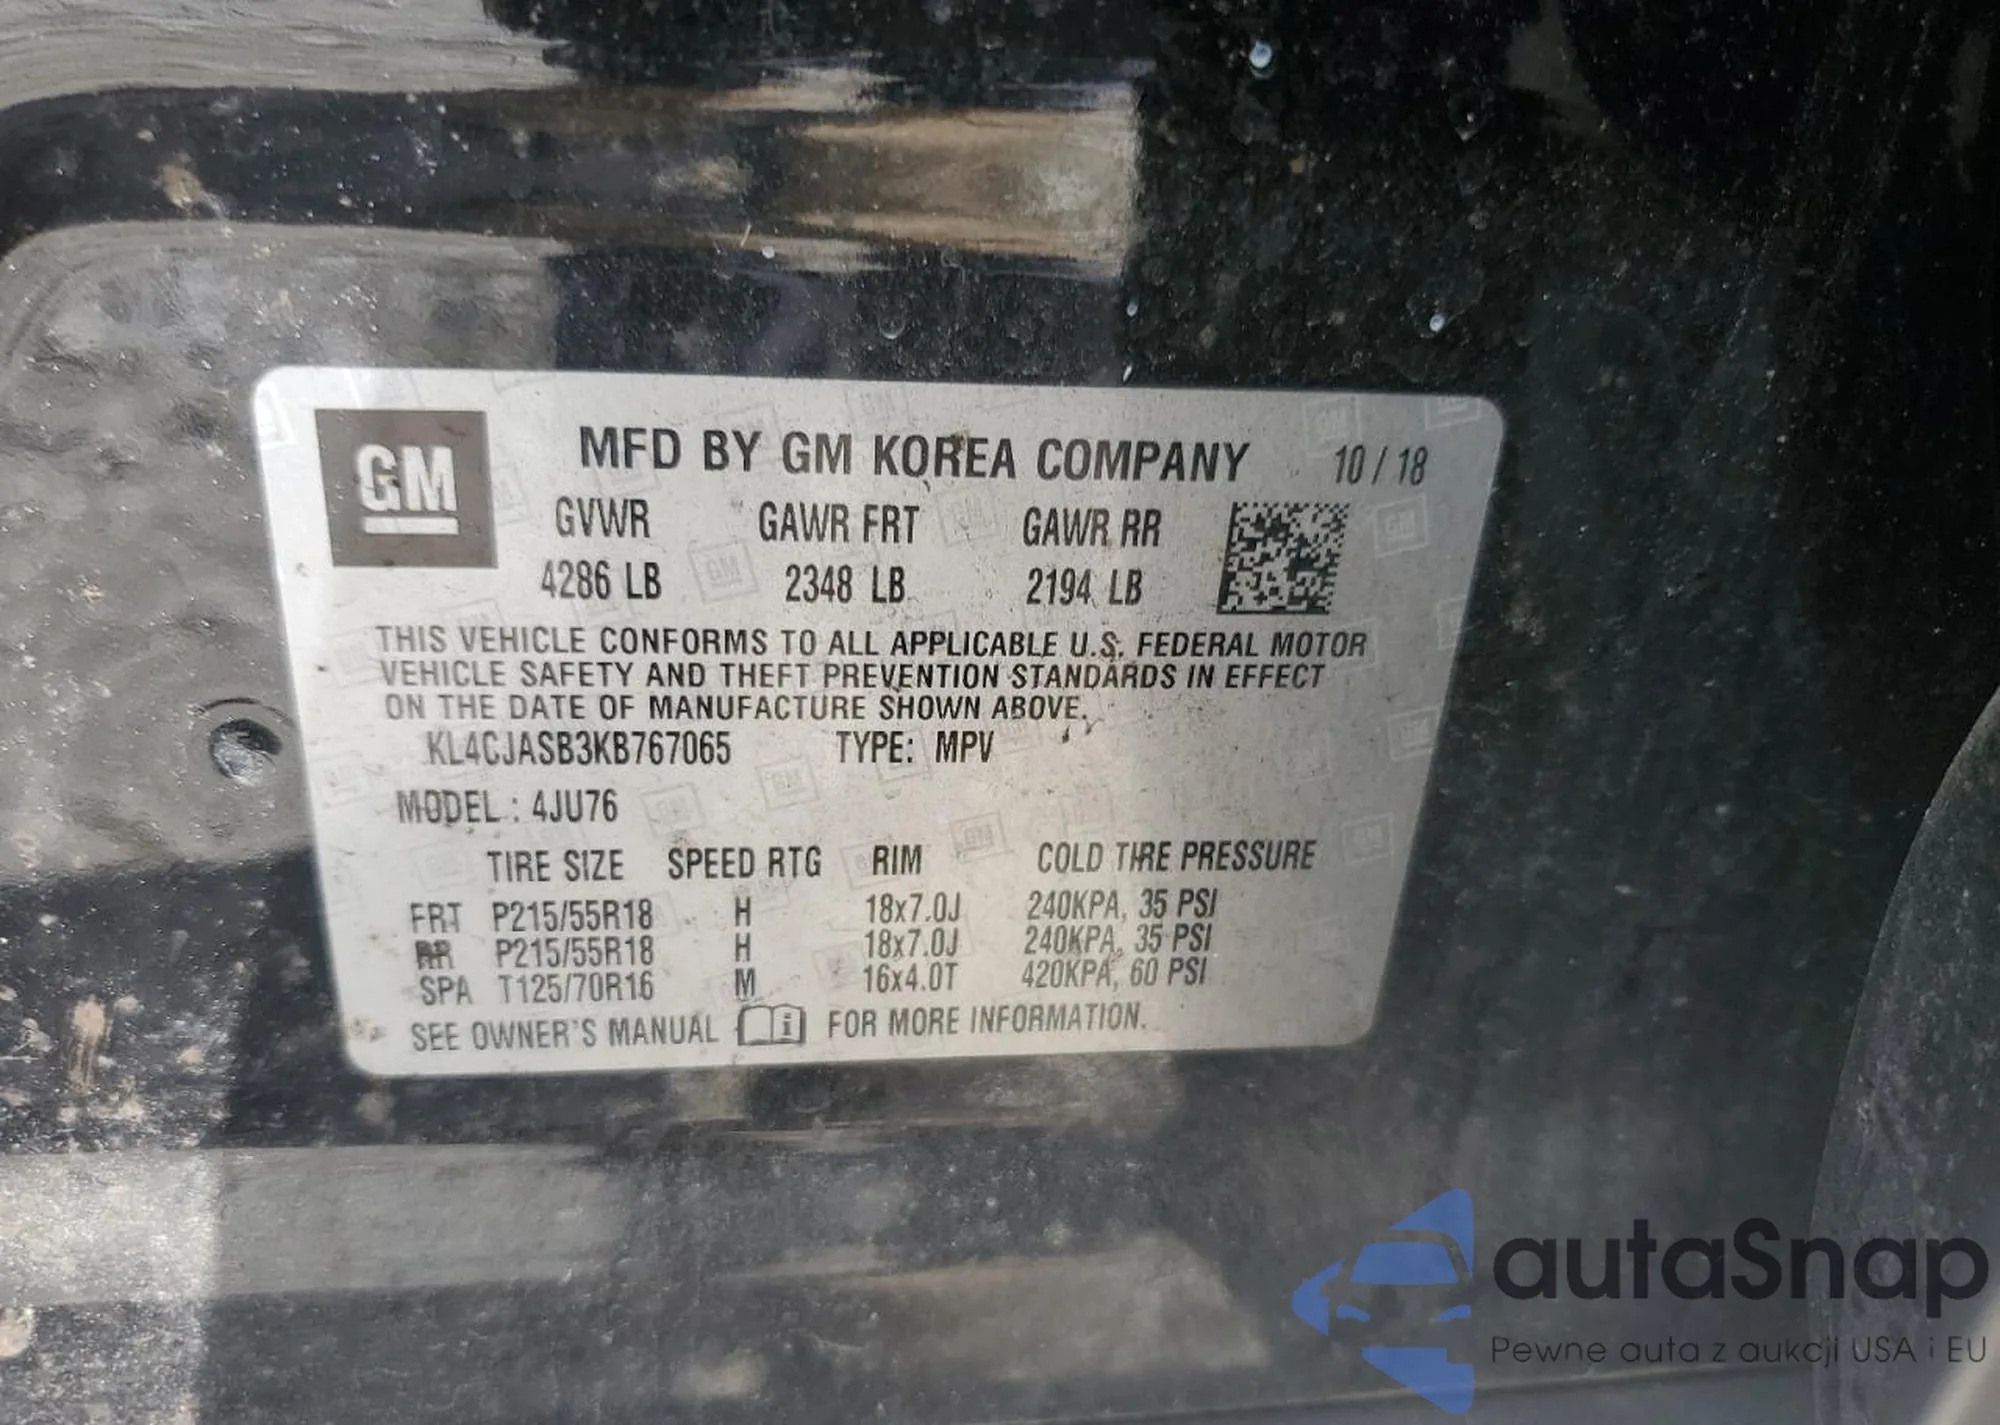 GM
MFD BY GM KOREA COMPANY 10 / 18
GVWR GAWR FRT GAWR RR
4286 LB 2348 LB 2194 LB
THIS VEHICLE CONFORMS TO ALL APPLICABLE U.S. FEDERAL MOTOR
VEHICLE SAFETY AND THEFT PREVENTION STANDARDS IN EFFECT
ON THE DATE OF MANUFACTURE SHOWN ABOVE.
KL4CJASB3KB767065 TYPE: MPV
MODEL : 4JU76
TIRE SIZE SPEED RTG RIM COLD TIRE PRESSURE
FRT P215/55R18 H 18x7.0J 240KPA, 35 PSI
RR P215/55R18 H 18x7.0J 240KPA, 35 PSI
SPA T125/70R16 M 16x4.0T 420KPA, 60 PSI
SEE OWNER'S MANUAL i FOR MORE INFORMATION.
autaSnap
Pewne auta z aukcji USA i EU